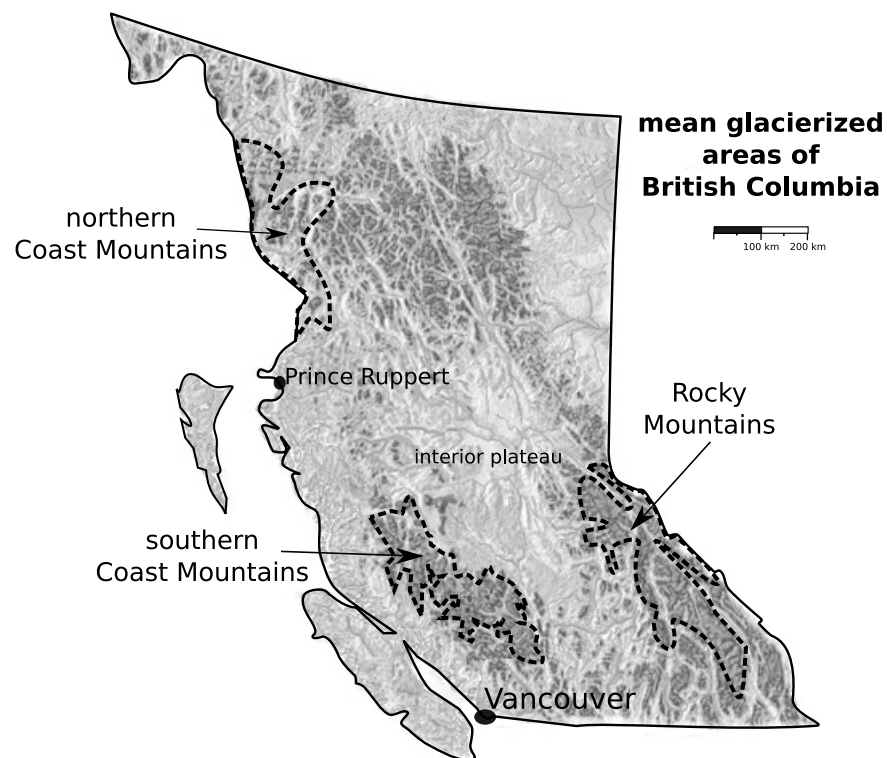 mean glacierized
areas of
British Columbia
100 km 200 km
northern
Coast Mountains
Prince Ruppert
Rocky
Mountains
interior plateau
southern
Coast Mountains
Vancouver